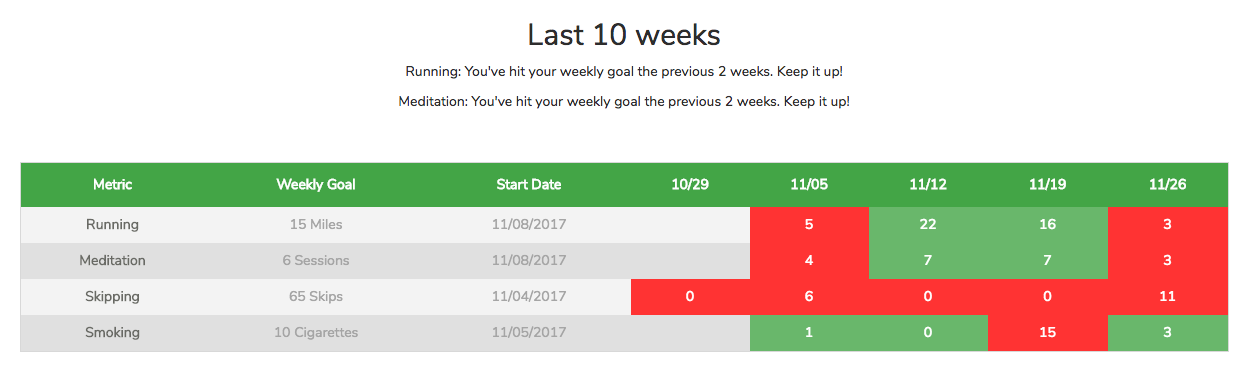 Last 10 weeks
Running: You've hit your weekly goal the previous 2 weeks. Keep it up!
Meditation: You've hit your weekly goal the previous 2 weeks. Keep it up!
Metric Weekly Goal Start Date 10/29 11/05 11/12 11/19 11/26
Running 15 Miles 11/08/2017 5 22 16 3
Meditation 6 Sessions 11/08/2017 4 7 7 3
Skipping 65 Skips 11/04/2017 0 6 0 0 11
Smoking 10 Cigarettes 11/05/2017 1 0 15 3